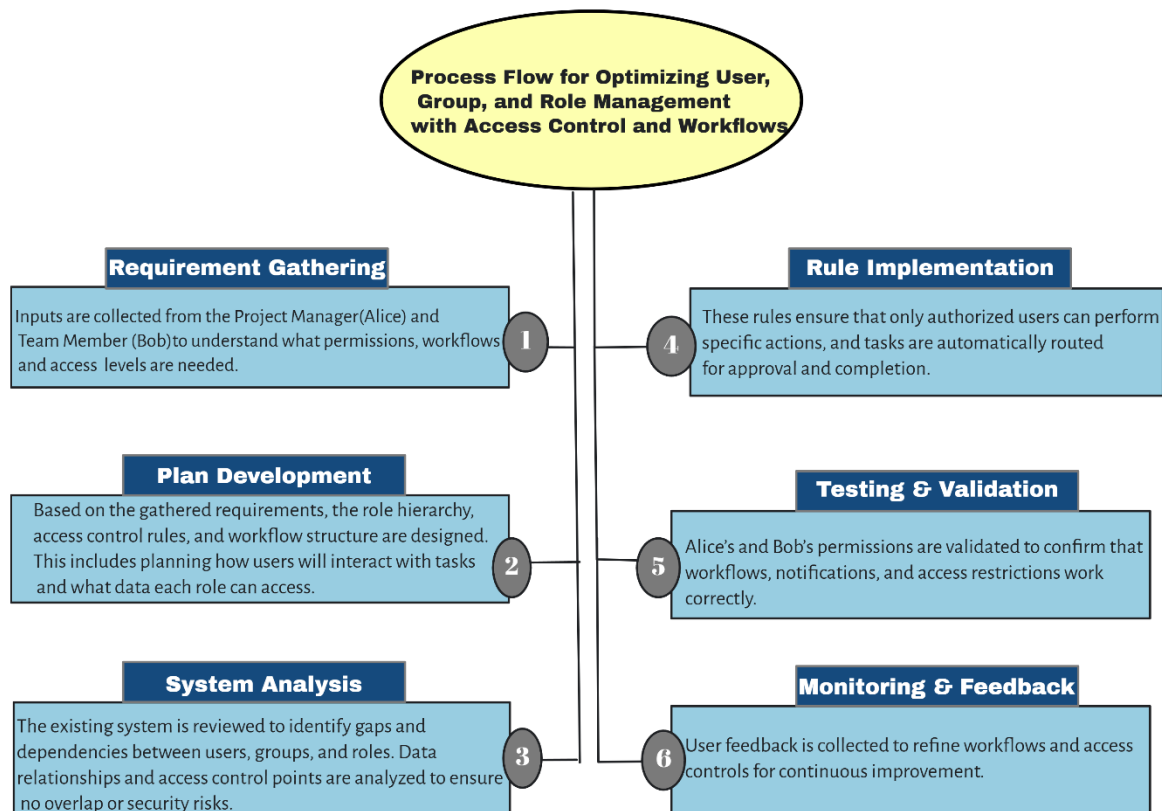 Process Flow for Optimizing User,
Group, and Role Management
with Access Control and Workflows
Requirement Gathering
Inputs are collected from the Project Manager(Alice) and
Team Member (Bob)to understand what permissions, workflows
and access levels are needed.
1
Plan Development
Based on the gathered requirements, the role hierarchy,
access control rules, and workflow structure are designed.
This includes planning how users will interact with tasks
and what data each role can access.
2
System Analysis
The existing system is reviewed to identify gaps and
dependencies between users, groups, and roles. Data
relationships and access control points are analyzed to ensure
no overlap or security risks.
3
Rule Implementation
4
These rules ensure that only authorized users can perform
specific actions, and tasks are automatically routed
for approval and completion.
Testing & Validation
5
Alice's and Bob's permissions are validated to confirm that
workflows, notifications, and access restrictions work
correctly.
Monitoring & Feedback
6
User feedback is collected to refine workflows and access
controls for continuous improvement.